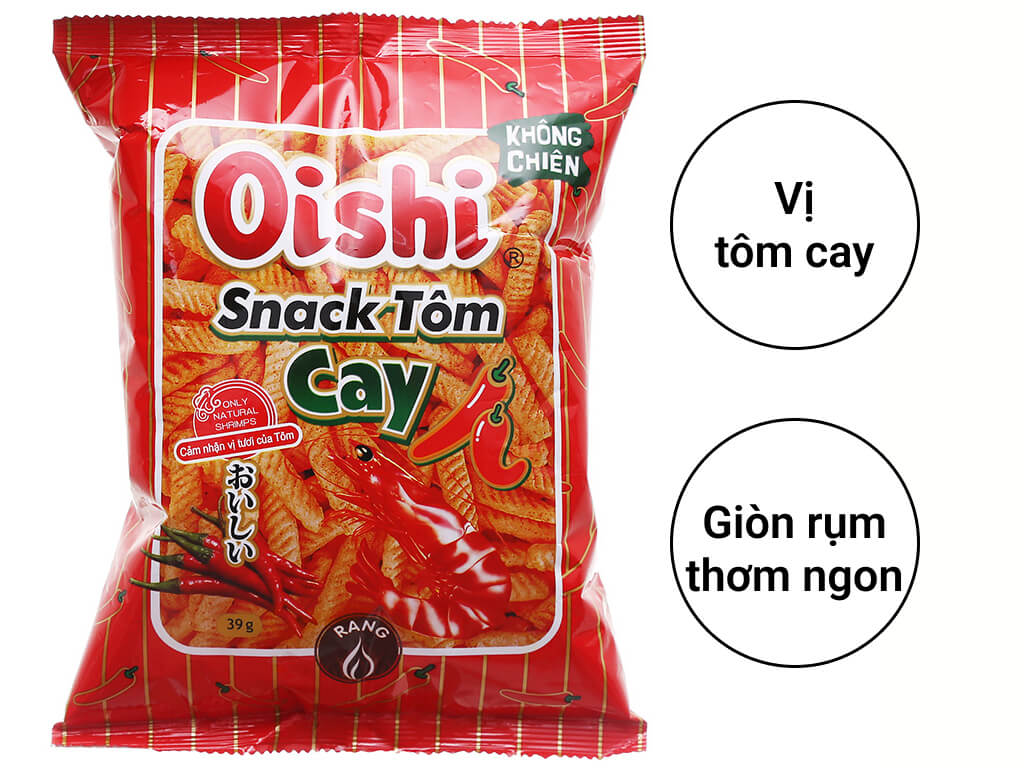 KHÔNG
CHIÊN
Oishi®
Snack Tôm
Cay
ONLY
NATURAL
SHRIMPS
Cảm nhận vị tươi của Tôm
おいしい
39g
RANG
Vị
tôm cay
Giòn rụm
thơm ngon